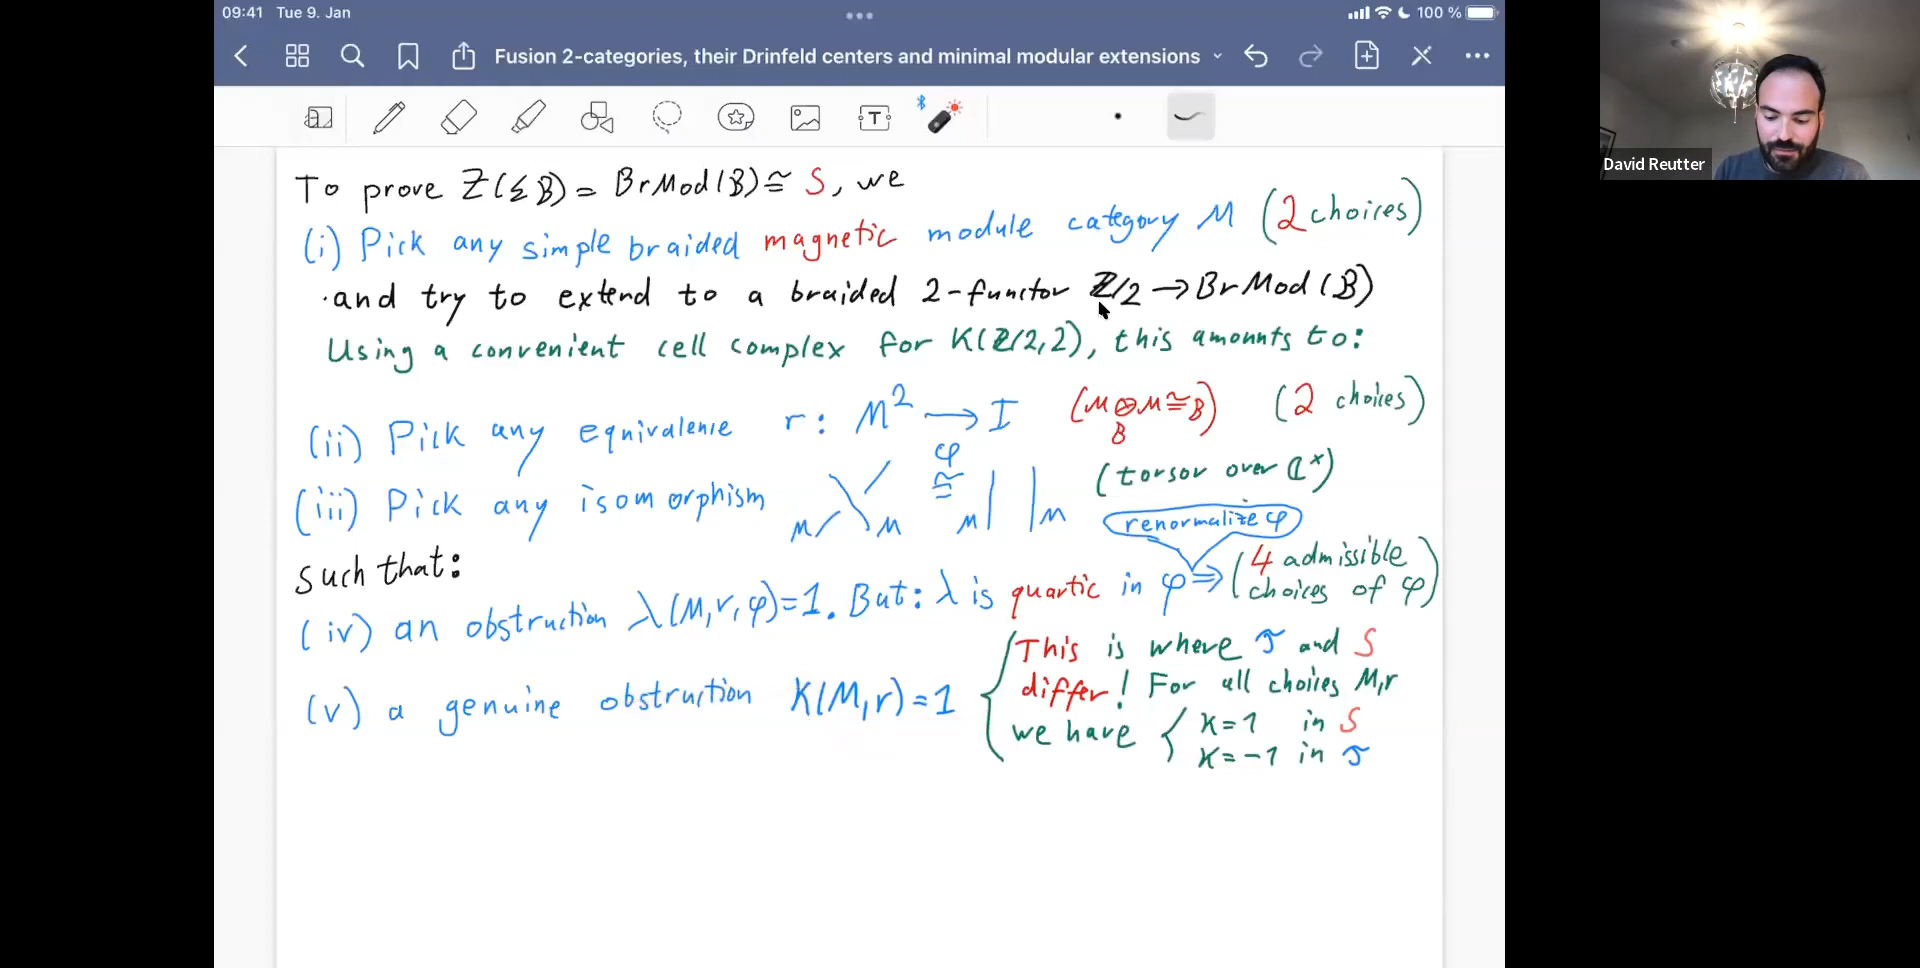 09:41 Tue 9. Jan
100 %
Fusion 2-categories, their Drinfeld centers and minimal modular extensions
David Reutter
To prove Z(ΣB) = BrMod(B) ≅ S, we
(i) Pick any simple braided magnetic module category M (2 choices)
· and try to extend to a braided 2-functor Z/2 → BrMod(B)
Using a convenient cell complex for K(Z/2,2), this amounts to:
(ii) Pick any equivalence r: M² → I (M ⊗_B M ≅ B) (2 choices)
(iii) Pick any isomorphism M M φ ≅ M M (torsor over ℂ^×)
renormalize φ
such that:
(iv) an obstruction λ(M,r,φ)=1. But: λ is quartic in φ ⇒ (4 admissible choices of φ)
(v) a genuine obstruction K(M,r)=1
This is where T and S
differ! For all choices M,r
we have
κ=1 in S
κ=-1 in T